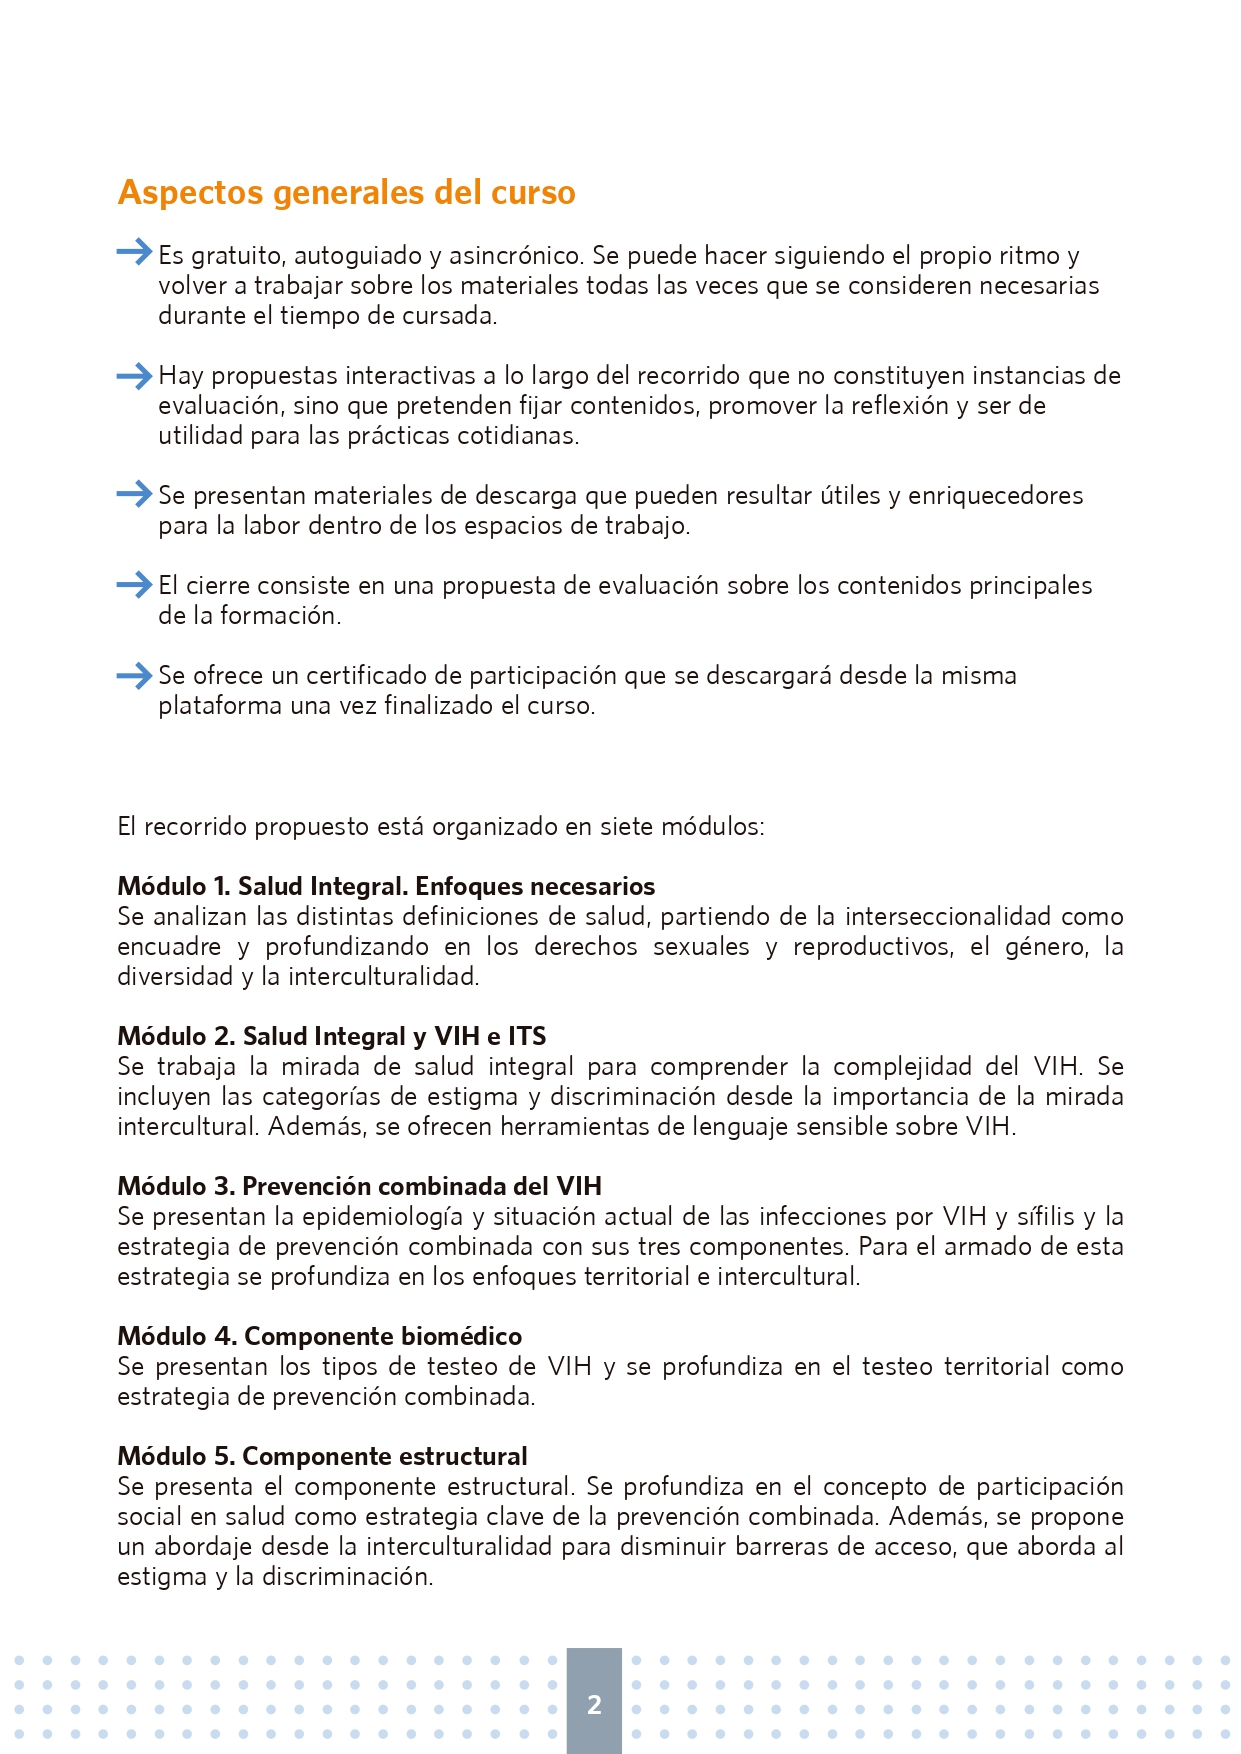 Aspectos generales del curso
Es gratuito, autoguiado y asincrónico. Se puede hacer siguiendo el propio ritmo y
volver a trabajar sobre los materiales todas las veces que se consideren necesarias
durante el tiempo de cursada.
Hay propuestas interactivas a lo largo del recorrido que no constituyen instancias de
evaluación, sino que pretenden fijar contenidos, promover la reflexión y ser de
utilidad para las prácticas cotidianas.
Se presentan materiales de descarga que pueden resultar útiles y enriquecedores
para la labor dentro de los espacios de trabajo.
El cierre consiste en una propuesta de evaluación sobre los contenidos principales
de la formación.
Se ofrece un certificado de participación que se descargará desde la misma
plataforma una vez finalizado el curso.
El recorrido propuesto está organizado en siete módulos:
Módulo 1. Salud Integral. Enfoques necesarios
Se analizan las distintas definiciones de salud, partiendo de la interseccionalidad como
encuadre y profundizando en los derechos sexuales y reproductivos, el género, la
diversidad y la interculturalidad.
Módulo 2. Salud Integral y VIH e ITS
Se trabaja la mirada de salud integral para comprender la complejidad del VIH. Se
incluyen las categorías de estigma y discriminación desde la importancia de la mirada
intercultural. Además, se ofrecen herramientas de lenguaje sensible sobre VIH.
Módulo 3. Prevención combinada del VIH
Se presentan la epidemiología y situación actual de las infecciones por VIH y sífilis y la
estrategia de prevención combinada con sus tres componentes. Para el armado de esta
estrategia se profundiza en los enfoques territorial e intercultural.
Módulo 4. Componente biomédico
Se presentan los tipos de testeo de VIH y se profundiza en el testeo territorial como
estrategia de prevención combinada.
Módulo 5. Componente estructural
Se presenta el componente estructural. Se profundiza en el concepto de participación
social en salud como estrategia clave de la prevención combinada. Además, se propone
un abordaje desde la interculturalidad para disminuir barreras de acceso, que aborda al
estigma y la discriminación.
2